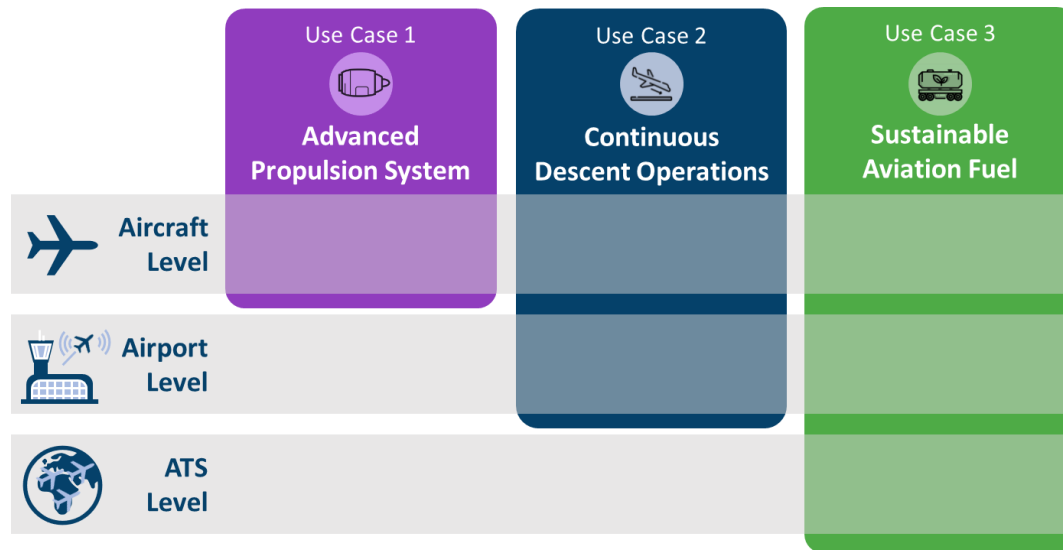 Use Case 1
Advanced
Propulsion System
Use Case 2
Continuous
Descent Operations
Use Case 3
Sustainable
Aviation Fuel
Aircraft
Level
Airport
Level
ATS
Level